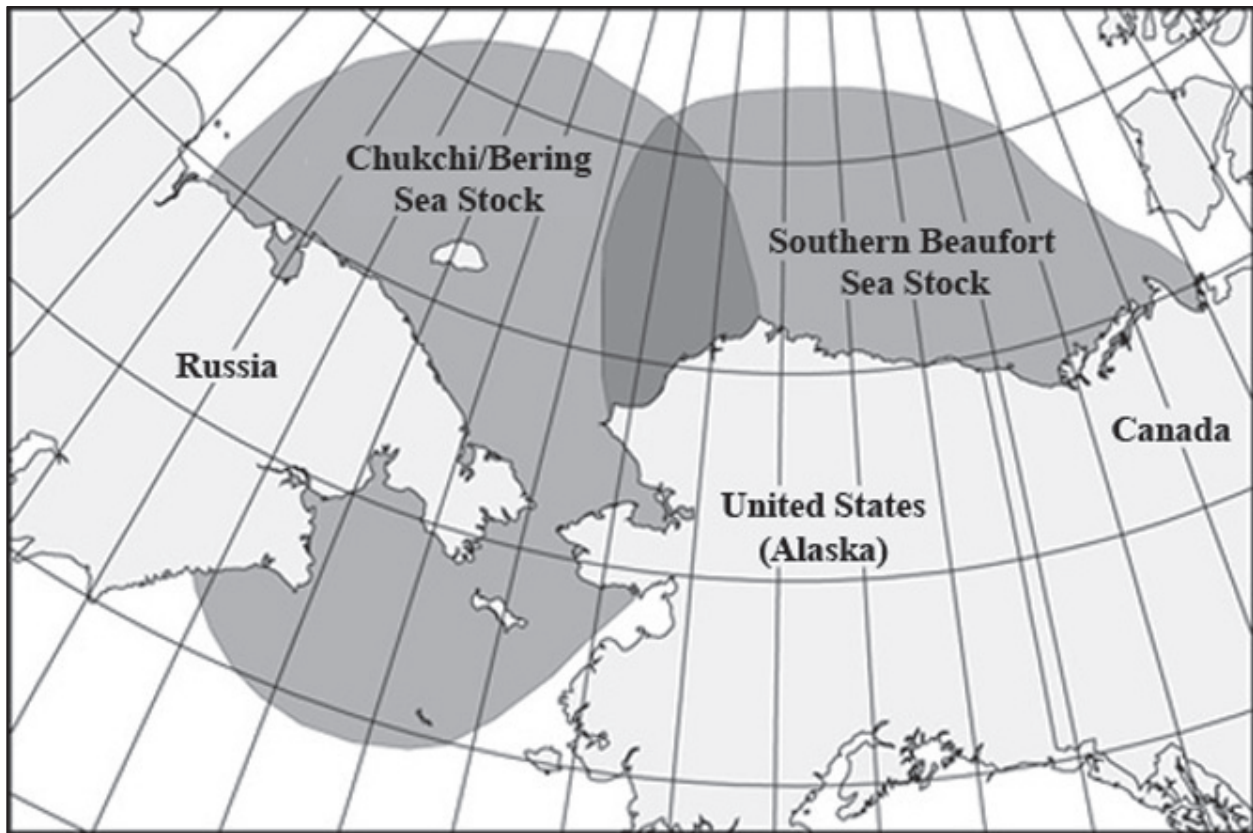 Chukchi/Bering
Sea Stock
Southern Beaufort
Sea Stock
Russia
Canada
United States
(Alaska)